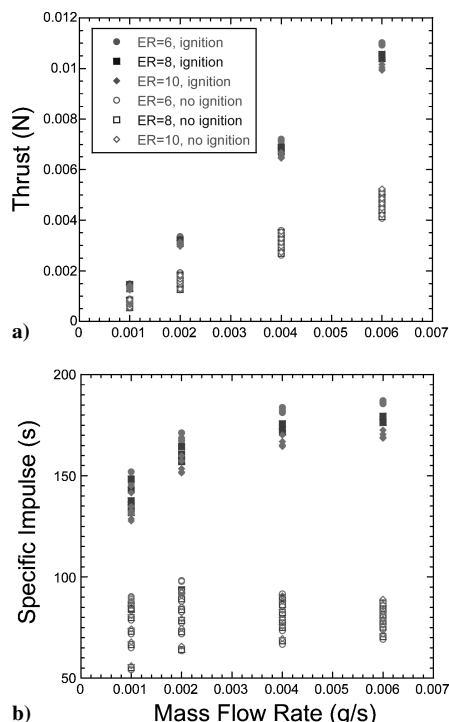 0.012
0.01
0.008
0.006
0.004
0.002
0
Thrust (N)
ER=6, ignition
ER=8, ignition
ER=10, ignition
ER=6, no ignition
ER=8, no ignition
ER=10, no ignition
0 0.001 0.002 0.003 0.004 0.005 0.006 0.007
a)
200
150
100
50
Specific Impulse (s)
0 0.001 0.002 0.003 0.004 0.005 0.006 0.007
b) Mass Flow Rate (g/s)